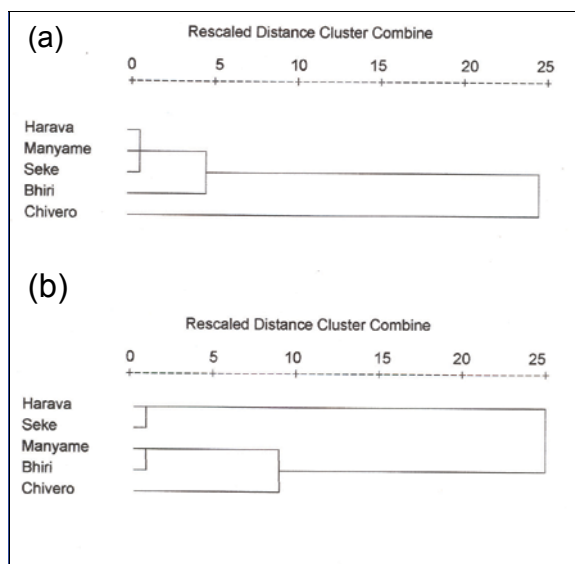 (a)
Rescaled Distance Cluster Combine
0 5 10 15 20 25
Harava
Manyame
Seke
Bhiri
Chivero
(b)
Rescaled Distance Cluster Combine
0 5 10 15 20 25
Harava
Seke
Manyame
Bhiri
Chivero